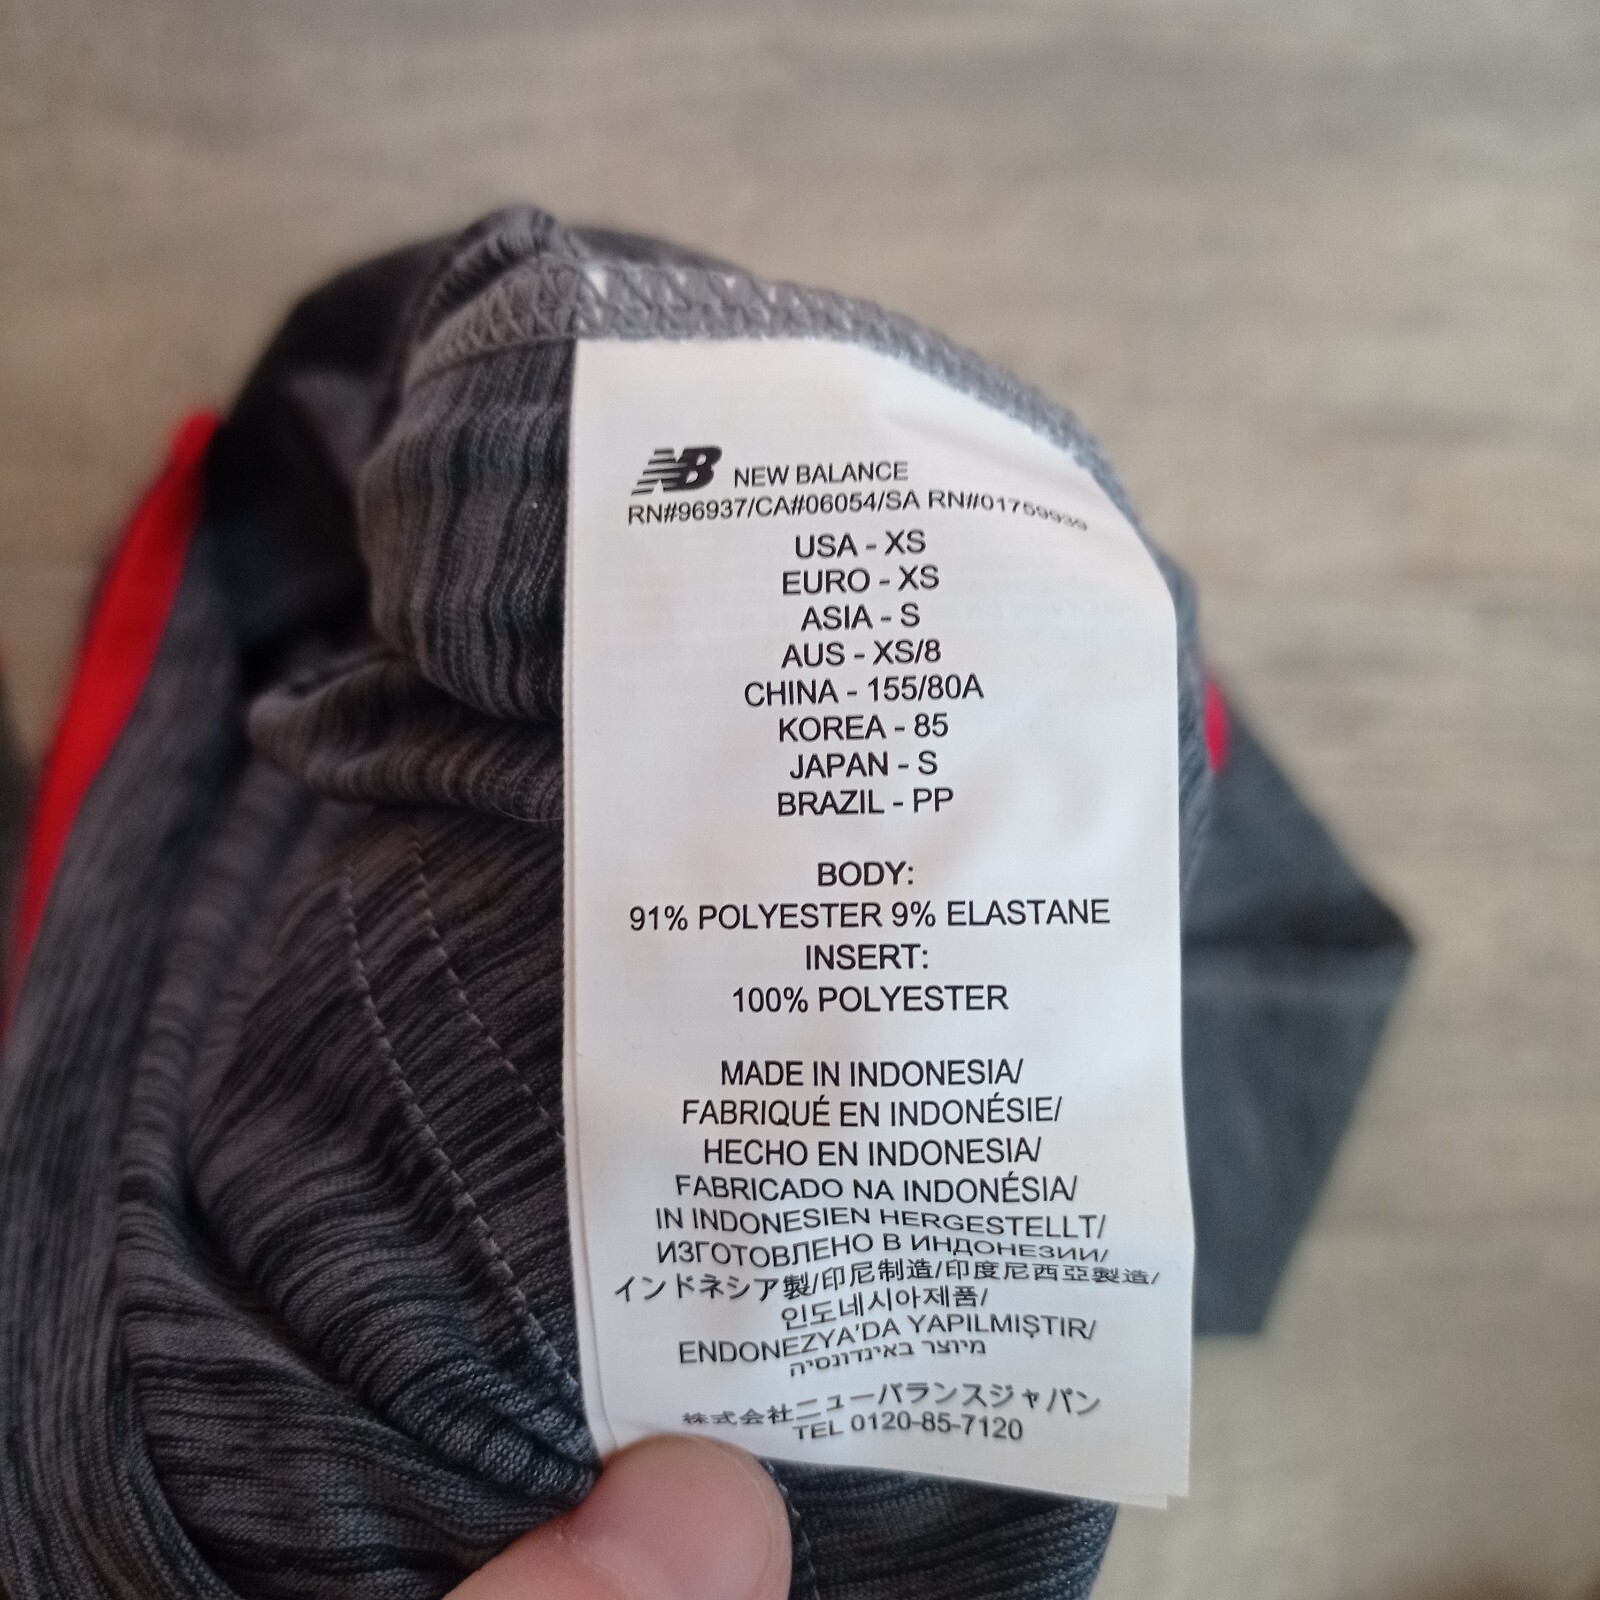 NB NEW BALANCE
RN#96937/CA#06054/SA RN#01759939
USA - XS
EURO - XS
ASIA - S
AUS - XS/8
CHINA - 155/80A
KOREA - 85
JAPAN - S
BRAZIL - PP
BODY:
91% POLYESTER 9% ELASTANE
INSERT:
100% POLYESTER
MADE IN INDONESIA/
FABRIQUÉ EN INDONÉSIE/
HECHO EN INDONESIA/
FABRICADO NA INDONÉSIA/
IN INDONESIEN HERGESTELLT/
ИЗГОТОВЛЕНО В ИНДОНЕЗИИ/
インドネシア製/印尼制造/印度尼西亞製造/
인도네시아제품/
ENDONEZYA'DA YAPILMIŞTIR/
מיוצר באינדונסיה
株式会社ニューバランスジャパン
TEL 0120-85-7120